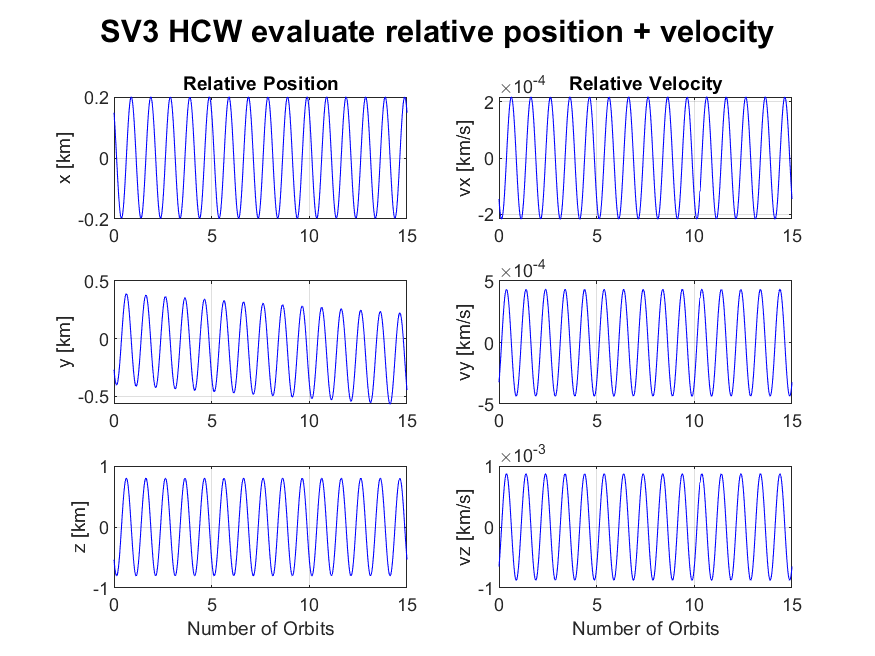 SV3 HCW evaluate relative position + velocity
Relative Position
0.2
0
-0.2
x [km]
0 5 10 15
Relative Velocity
×10-4
2
0
-2
vx [km/s]
0 5 10 15
0.5
0
-0.5
y [km]
0 5 10 15
×10-4
5
0
-5
vy [km/s]
0 5 10 15
1
0
-1
z [km]
0 5 10 15
Number of Orbits
×10-3
1
0
-1
vz [km/s]
0 5 10 15
Number of Orbits